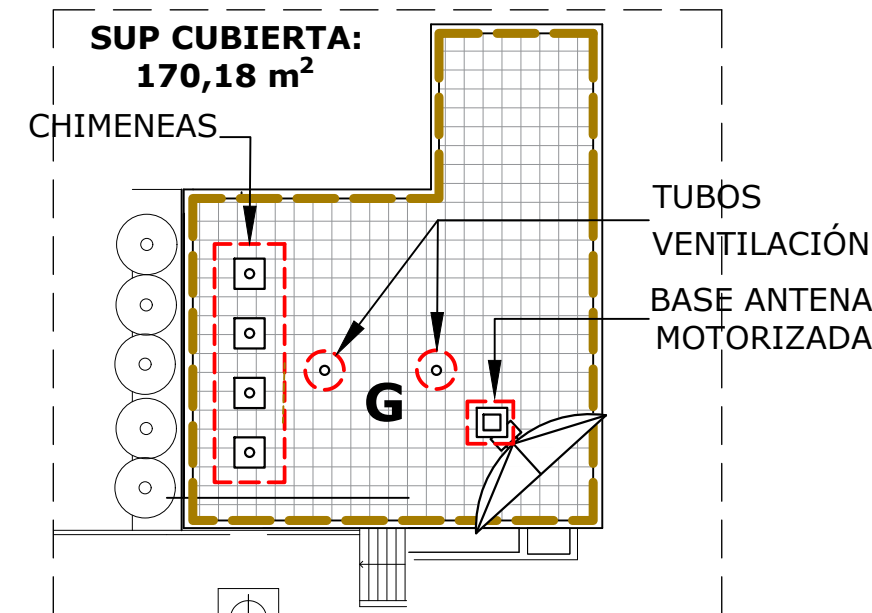 SUP CUBIERTA:
170,18 m²
CHIMENEAS
TUBOS
VENTILACIÓN
BASE ANTENA
MOTORIZADA
G